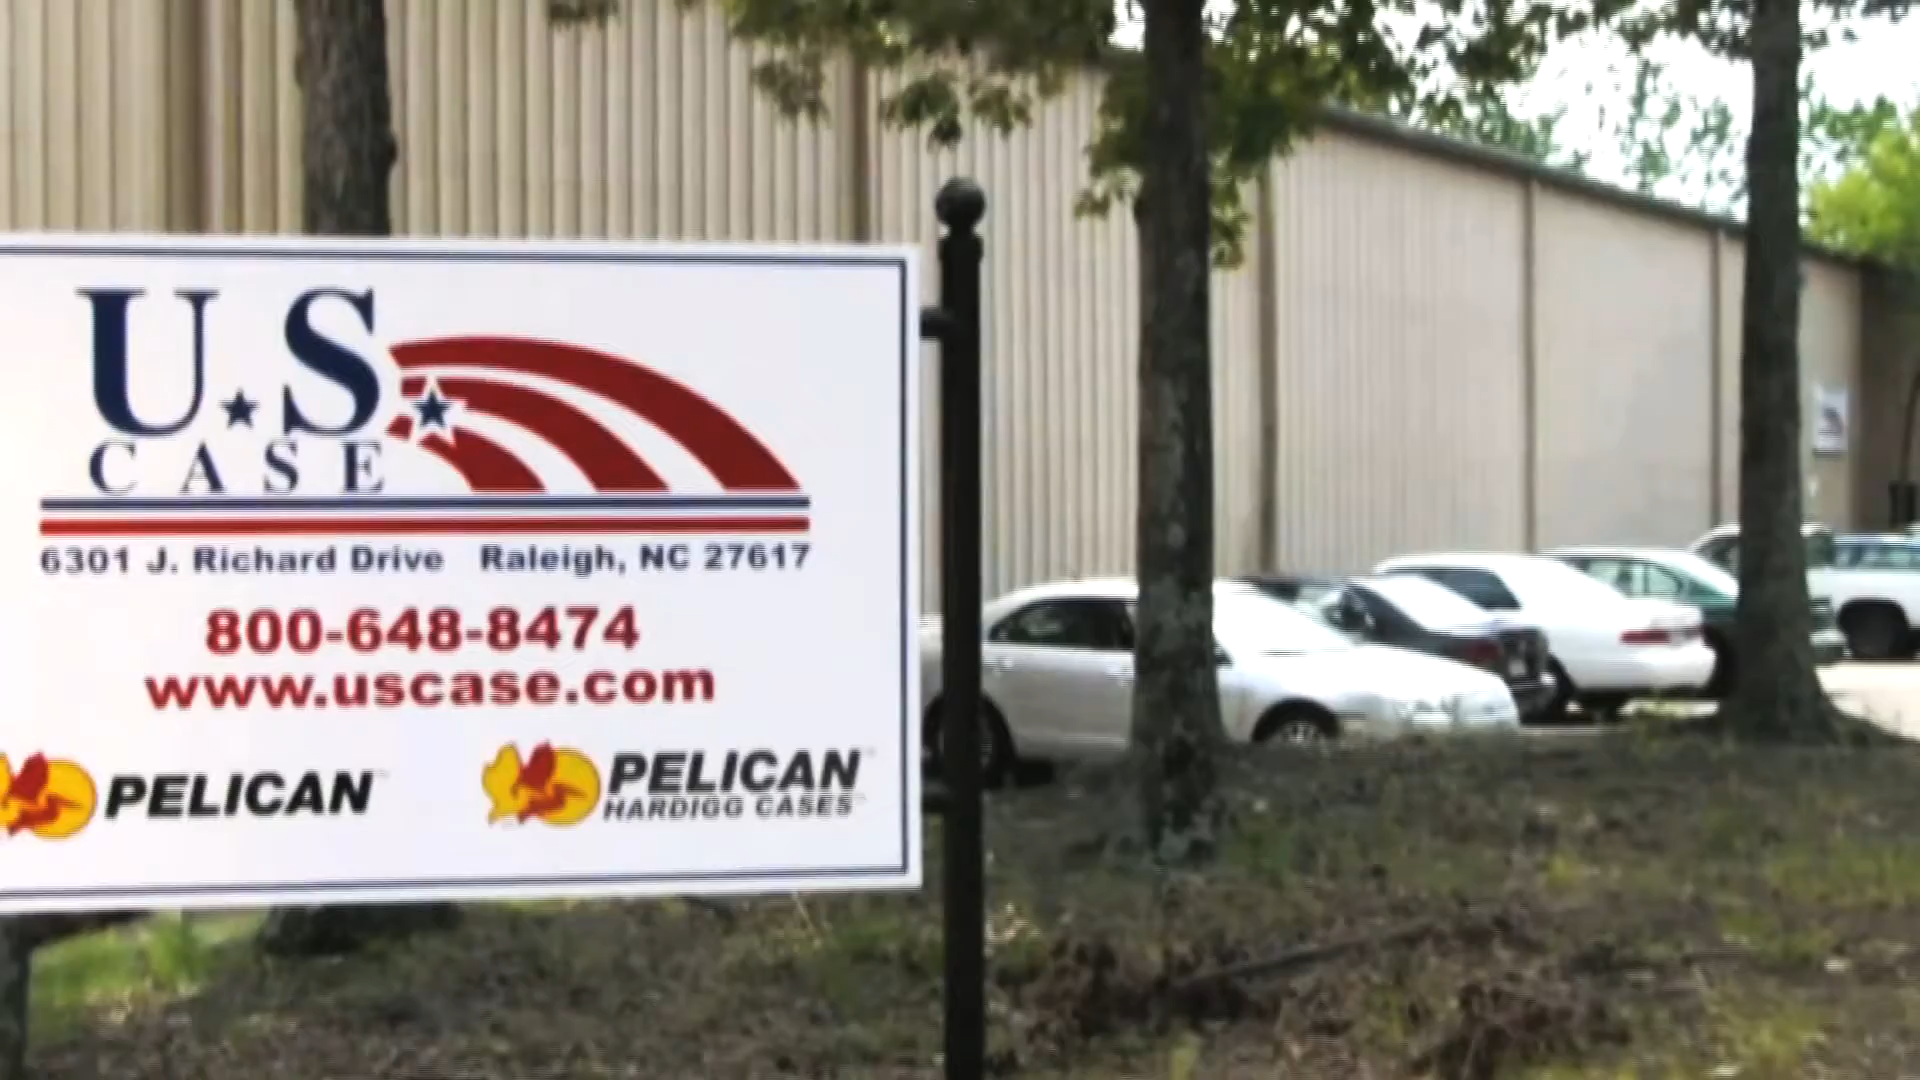 U.S.
CASE
6301 J. Richard Drive Raleigh, NC 27617
800-648-8474
www.uscase.com
PELICAN
PELICAN
HARDIGG CASES